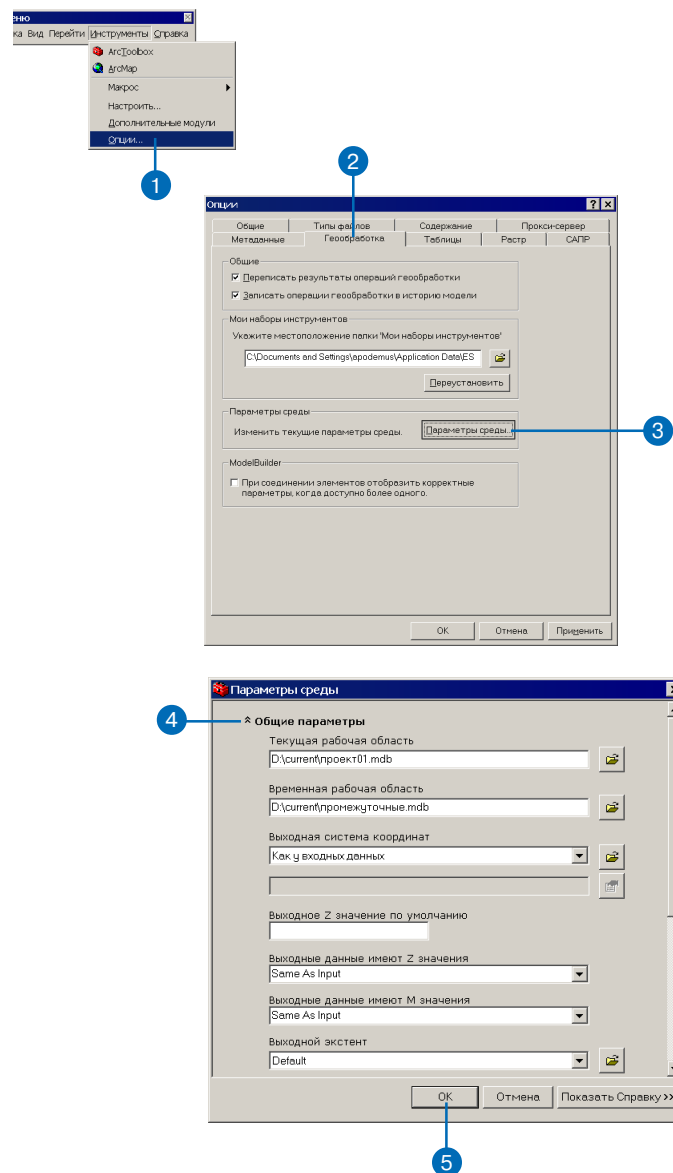 ню
ка Вид Перейти Инструменты Справка
ArcToolbox
ArcMap
Макрос
Настроить...
Дополнительные модули
Опции...
1
2
Опции
Общие Типы файлов Содержание Прокси-сервер
Метаданные Геообработка Таблицы Растр САПР
Общие
Переписать результаты операций геообработки
Записать операции геообработки в историю модели
Мои наборы инструментов
Укажите местоположение папки 'Мои наборы инструментов'
C:\Documents and Settings\apodemus\Application Data\ES
Переустановить
Параметры среды
Изменить текущие параметры среды. Параметры среды...
3
ModelBuilder
При соединении элементов отобразить корректные
параметры, когда доступно более одного.
OK Отмена Применить
Параметры среды
4
Общие параметры
Текущая рабочая область
D:\current\проект01.mdb
Временная рабочая область
D:\current\промежуточные.mdb
Выходная система координат
Как у входных данных
Выходное Z значение по умолчанию
Выходные данные имеют Z значения
Same As Input
Выходные данные имеют M значения
Same As Input
Выходной экстент
Default
OK Отмена Показать Справку >>
5